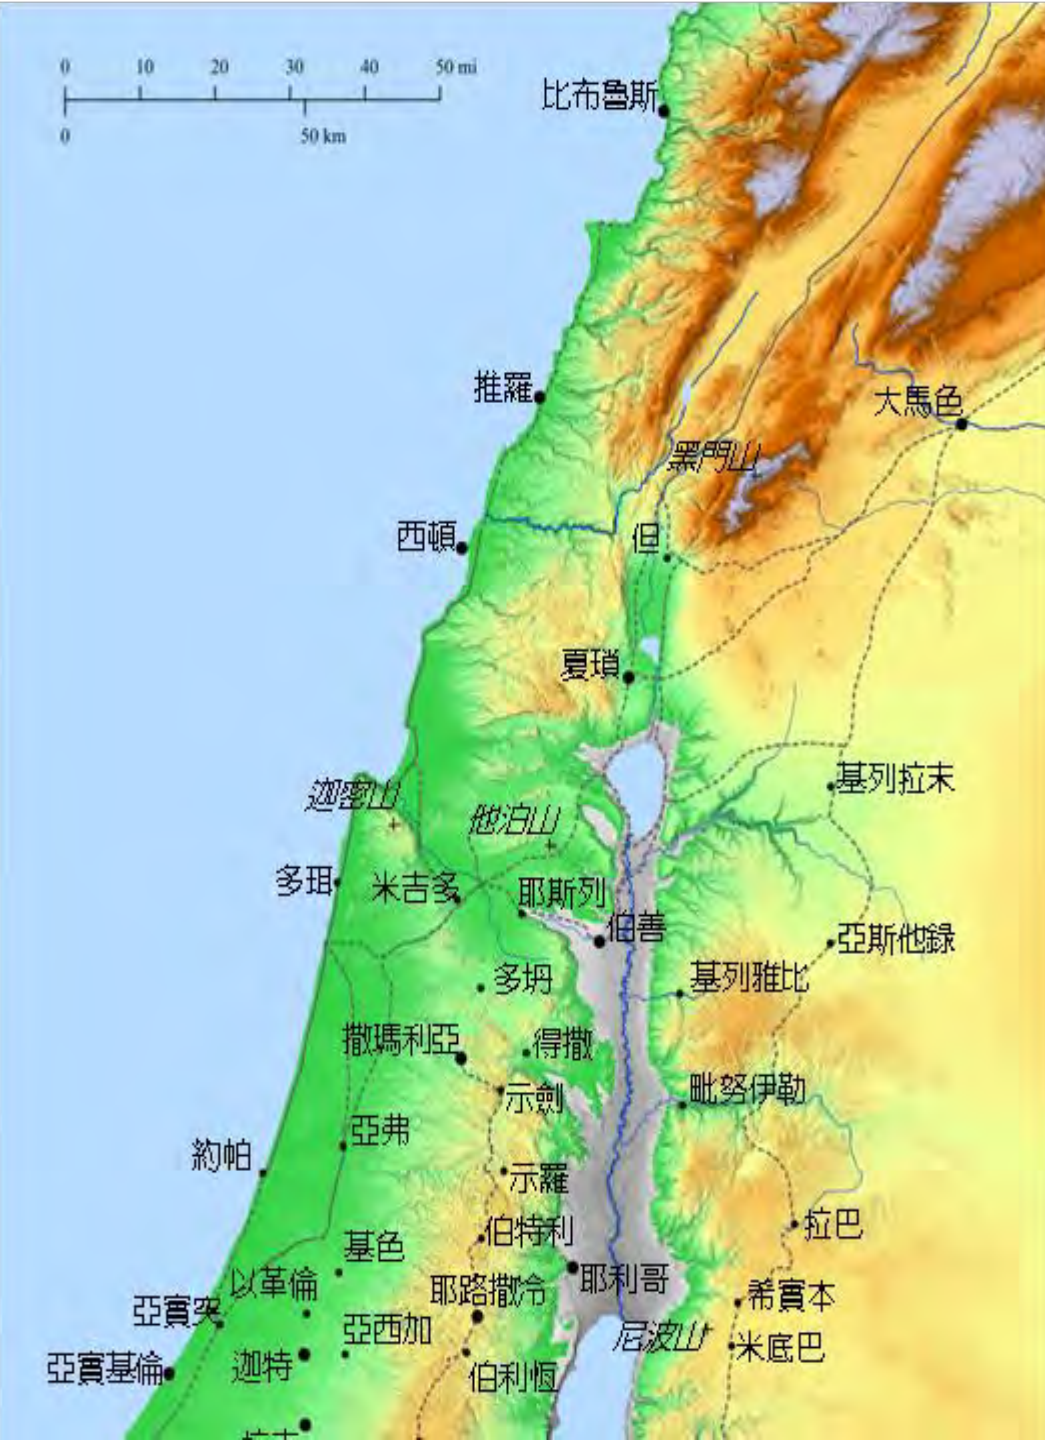 0 10 20 30 40 50 mi
0 50 km
比布魯斯
推羅
大馬色
黑門山
西頓
但
夏瑣
基列拉末
迦密山
他泊山
多珥
米吉多
耶斯列
伯善
亞斯他錄
多坍
基列雅比
撒瑪利亞
得撒
示劍
毗努伊勒
亞弗
約帕
示羅
伯特利
拉巴
基色
以革倫
耶路撒冷
耶利哥
希實本
亞實突
亞西加
尼波山
米底巴
迦特
亞實基倫
伯利恆